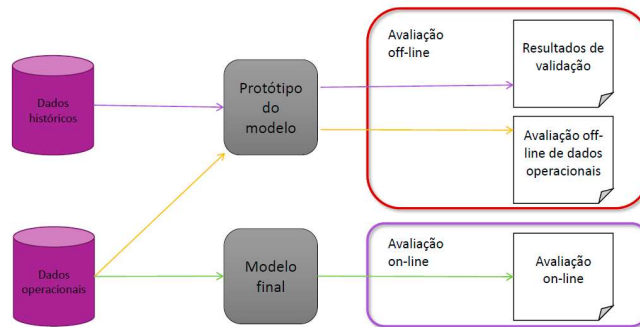 Dados
históricos
Protótipo
do
modelo
Avaliação
off-line
Resultados de
validação
Avaliação off-
line de dados
operacionais
Dados
operacionais
Modelo
final
Avaliação
on-line
Avaliação
on-line